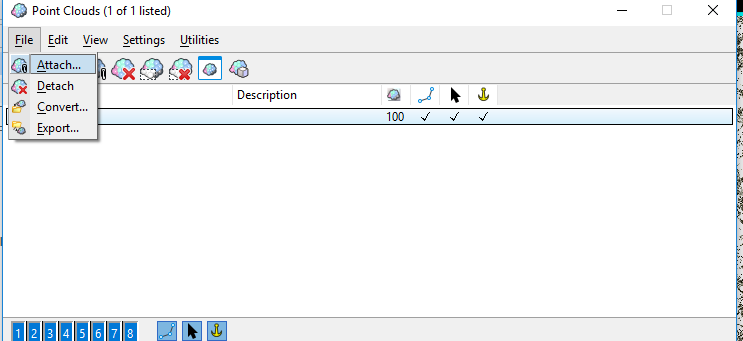 Point Clouds (1 of 1 listed)
File Edit View Settings Utilities
Attach...
Detach
Convert...
Export...
Description
100
1 2 3 4 5 6 7 8